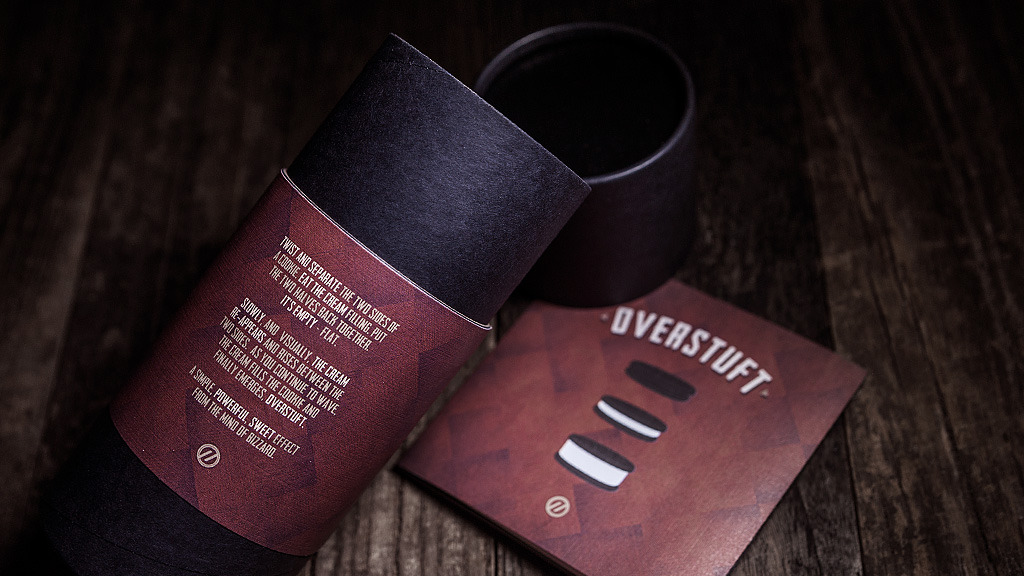 TWIST AND SEPARATE THE TWO SIDES OF
A COOKIE. EAT THE CREAM FILLING. PUT
THE TWO HALVES BACK TOGETHER.
IT'S EMPTY - FLAT.
SLOWLY AND VISUALLY, THE CREAM
RE-APPEARS AND RISES BETWEEN THE
TWO SIDES. AS YOU CONTINUE TO WAVE,
THE CREAM FILLS THE COOKIE AND
FINALLY EMERGES, OVERSTUFT.
A SIMPLE, POWERFUL, SWEET EFFECT
FROM THE MIND OF BIZZARO.
OVERSTUFT